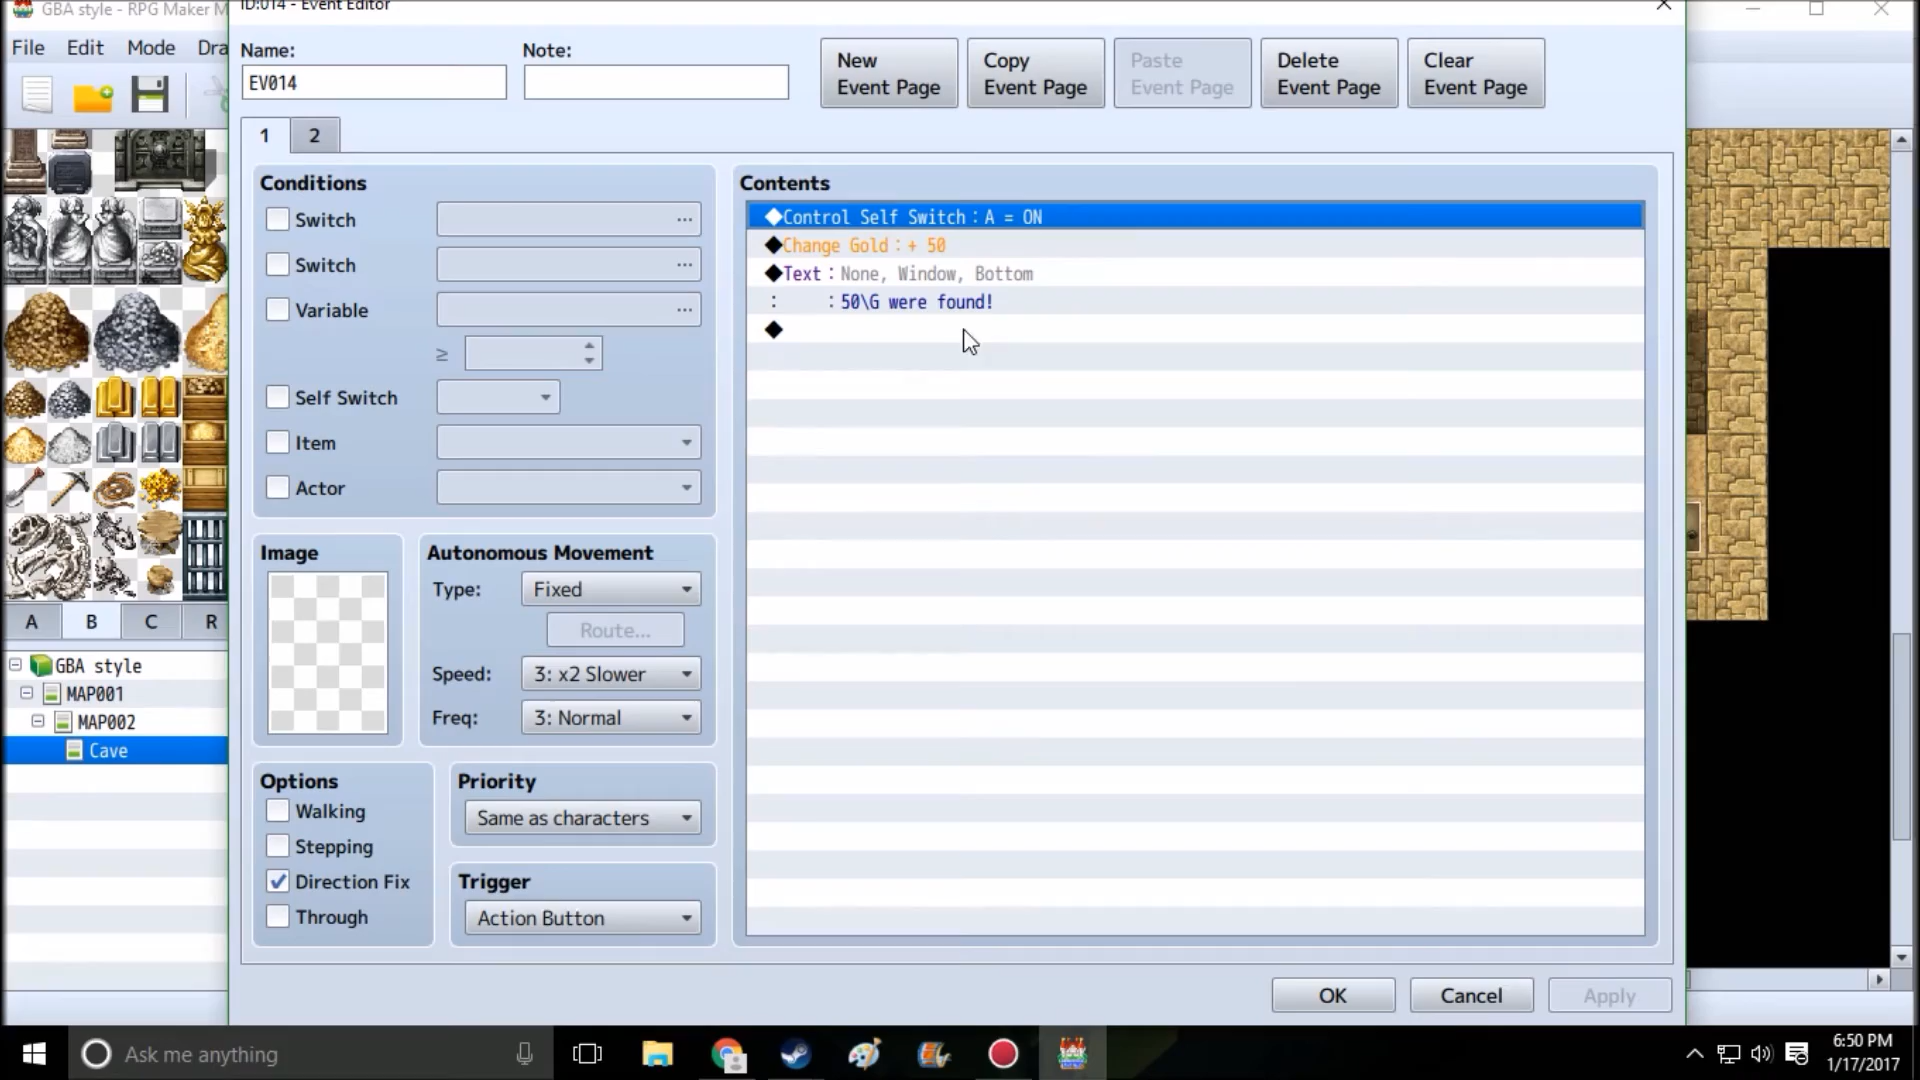 GBA style - RPG Maker M
ID:014 - Event Editor
File Edit Mode Dra
Name:
Note:
EV014
New Event Page
Copy Event Page
Paste Event Page
Delete Event Page
Clear Event Page
1 2
Conditions
Switch ...
Switch ...
Variable ...
≥
Self Switch
Item
Actor
Contents
◆Control Self Switch : A = ON
◆Change Gold : + 50
◆Text : None, Window, Bottom
: : 50\G were found!
◆
Image
Autonomous Movement
Type: Fixed
Route...
Speed: 3: x2 Slower
Freq: 3: Normal
Options
Walking
Stepping
Direction Fix
Through
Priority
Same as characters
Trigger
Action Button
OK Cancel Apply
A B C R
GBA style
MAP001
MAP002
Cave
Ask me anything
6:50 PM
1/17/2017